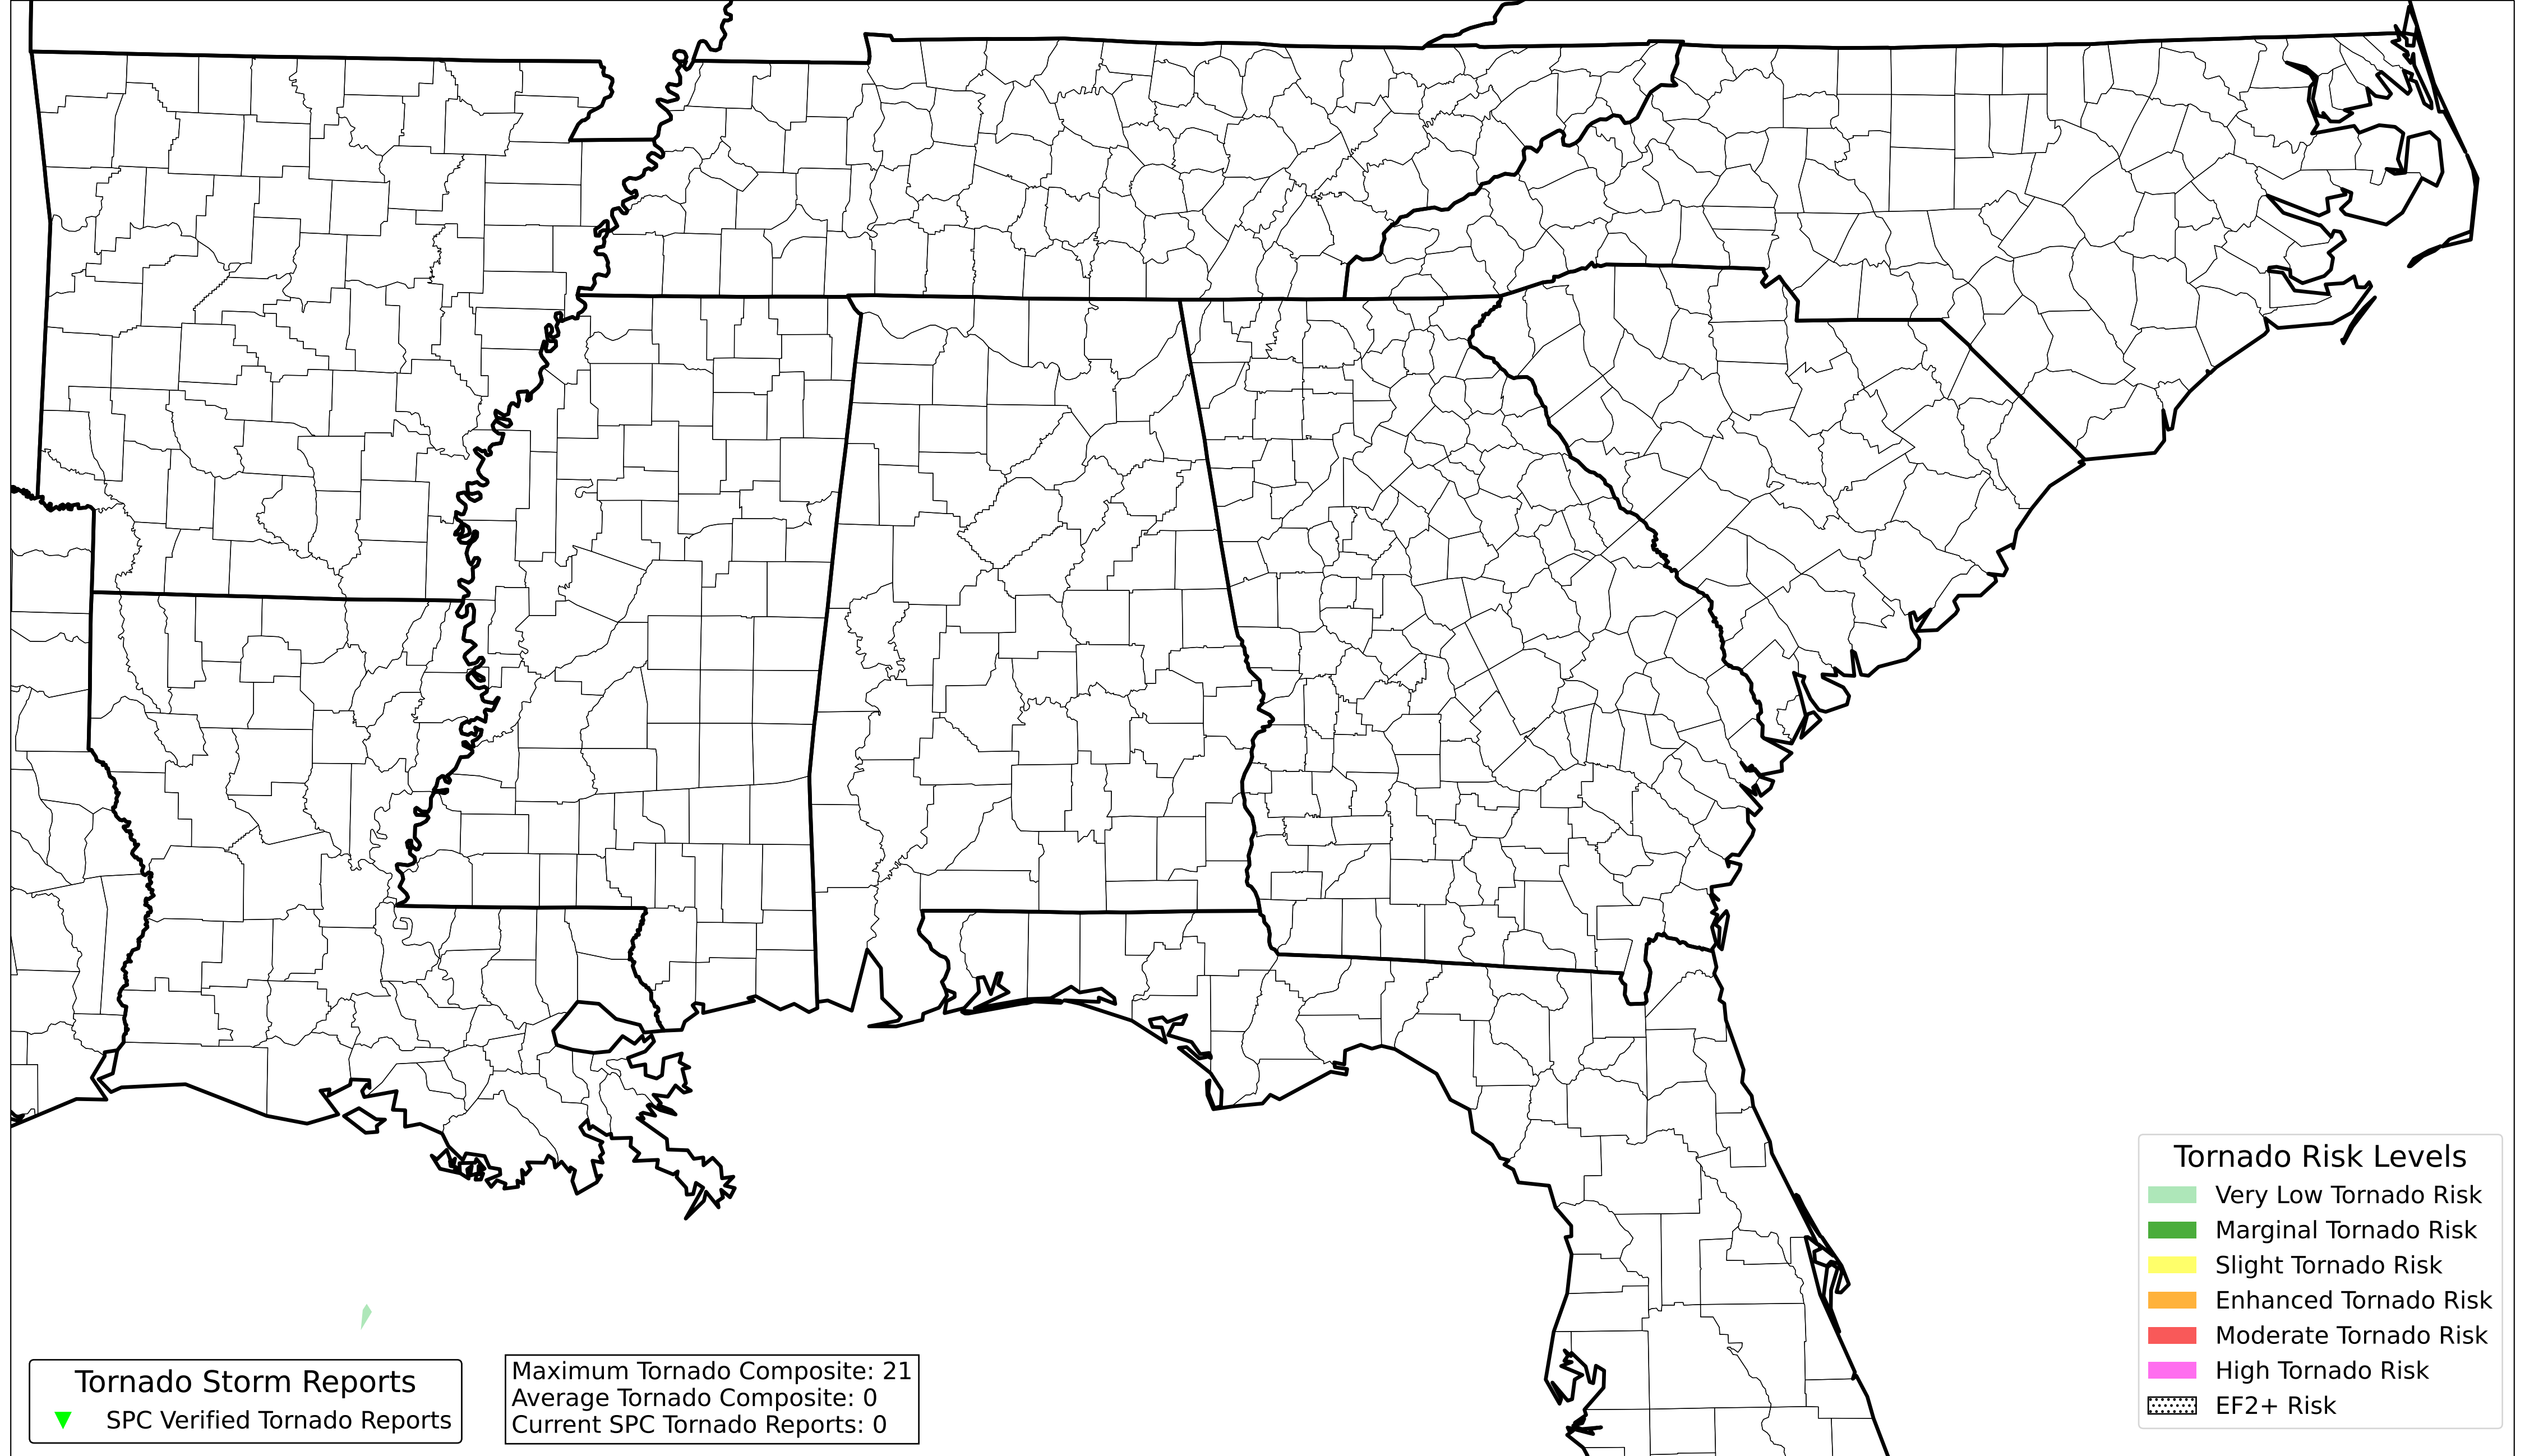 Tornado Risk Levels
Very Low Tornado Risk
Marginal Tornado Risk
Slight Tornado Risk
Enhanced Tornado Risk
Moderate Tornado Risk
High Tornado Risk
EF2+ Risk
Tornado Storm Reports
SPC Verified Tornado Reports
Maximum Tornado Composite: 21
Average Tornado Composite: 0
Current SPC Tornado Reports: 0